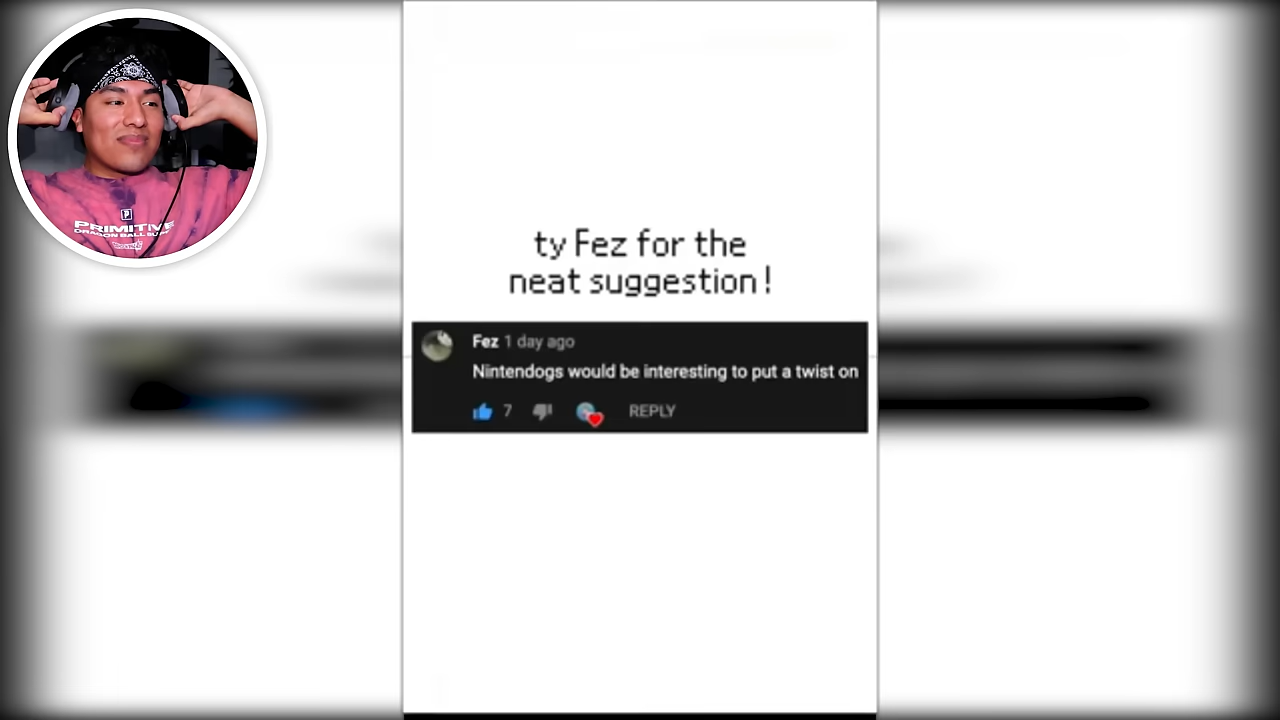 PRIMITIVE
ty Fez for the
neat suggestion!
Fez 1 day ago
Nintendogs would be interesting to put a twist on
7 REPLY